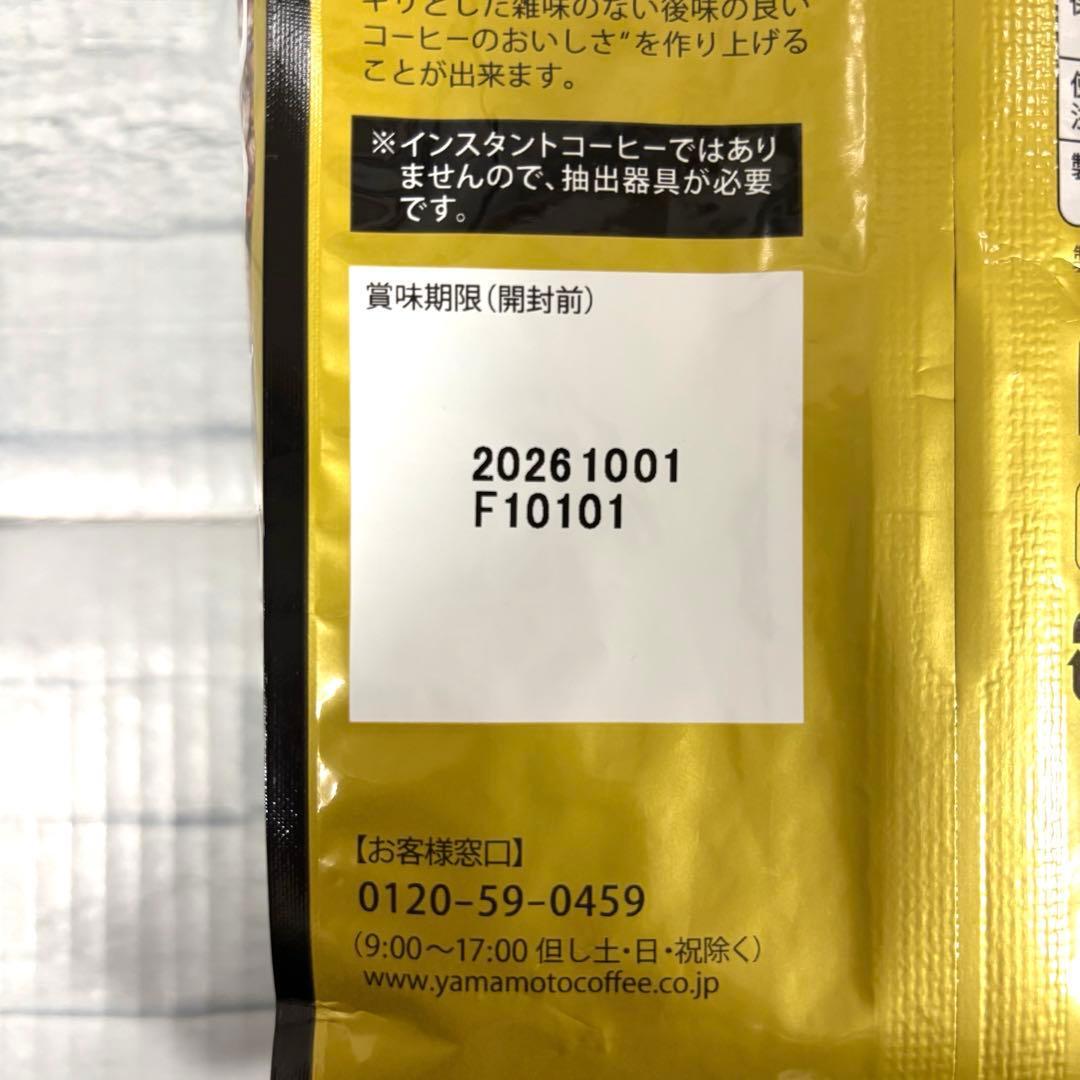 キリとした雑味のない後味の良い
コーヒーのおいしさ“を作り上げる
ことが出来ます。
※インスタントコーヒーではあり
ませんので、抽出器具が必要
です。
賞味期限（開封前）
20261001
F10101
【お客様窓口】
0120-59-0459
（9:00〜17:00 但し土・日・祝除く）
www.yamamotocoffee.co.jp